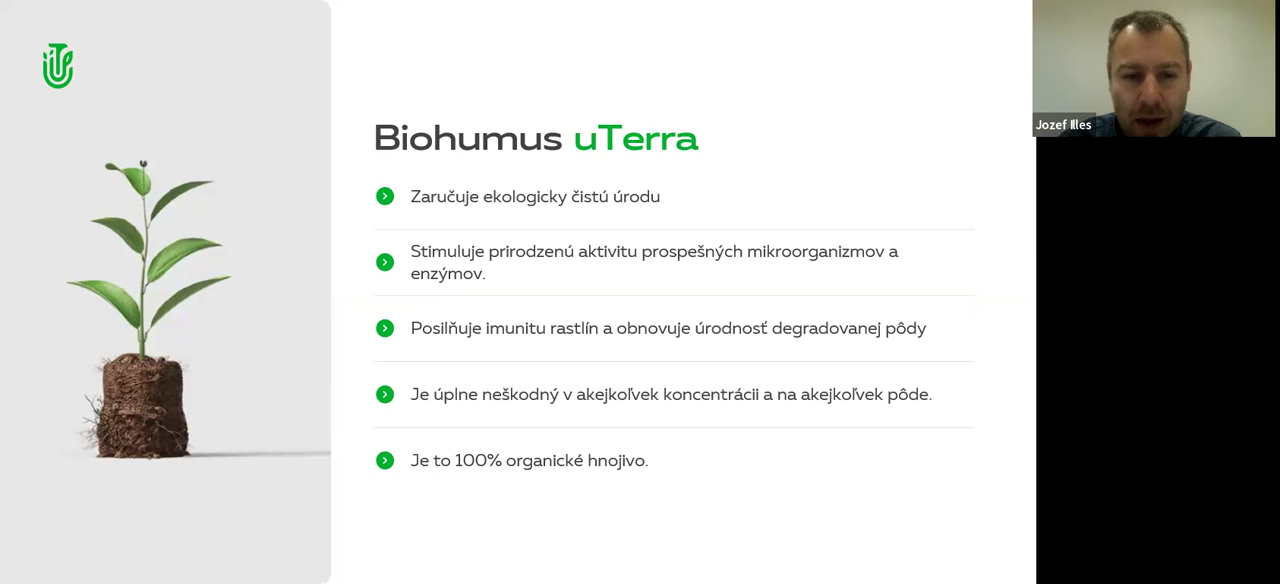 Biohumus uTerra
Zaručuje ekologicky čistú úrodu
Stimuluje prirodzenú aktivitu prospešných mikroorganizmov a
enzýmov.
Posilňuje imunitu rastlín a obnovuje úrodnosť degradovanej pôdy
Je úplne neškodný v akejkoľvek koncentrácii a na akejkoľvek pôde.
Je to 100% organické hnojivo.
Jozef Illes